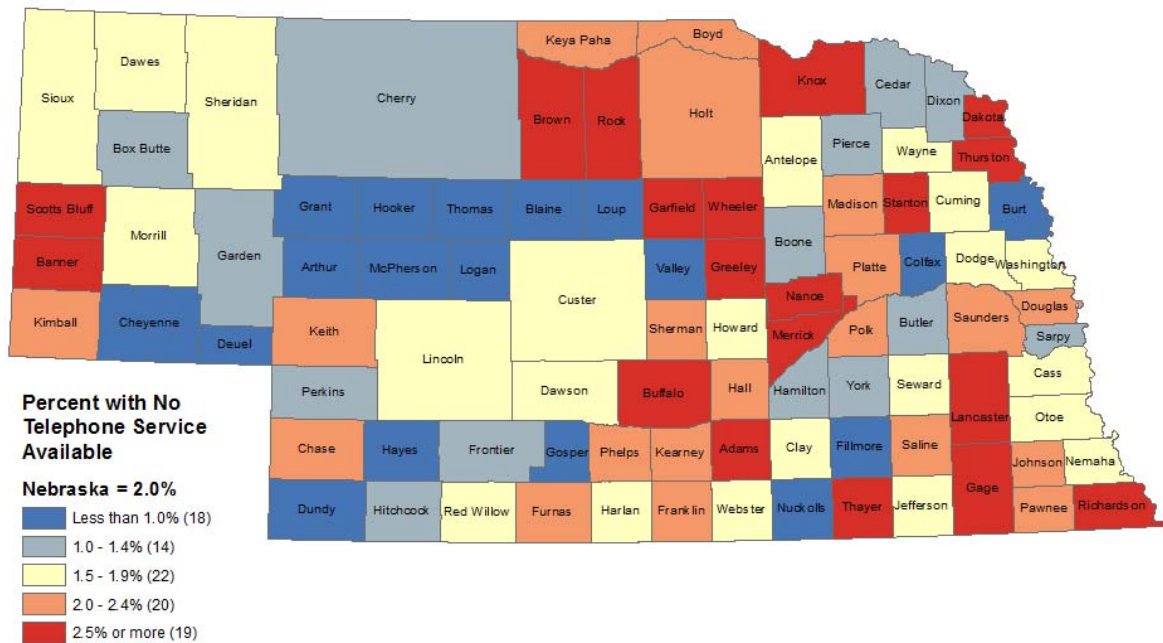 Keya Paha
Boyd
Dawes
Sioux
Sheridan
Cherry
Brown
Rock
Holt
Knox
Cedar
Dixon
Dakota
Box Butte
Antelope
Pierce
Wayne
Thurston
Scotts Bluff
Morrill
Garden
Grant
Hooker
Thomas
Blaine
Loup
Garfield
Wheeler
Boone
Madison
Stanton
Cuming
Burt
Banner
Arthur
McPherson
Logan
Custer
Valley
Greeley
Platte
Colfax
Dodge
Washington
Nance
Kimball
Cheyenne
Deuel
Keith
Lincoln
Sherman
Howard
Merrick
Polk
Butler
Saunders
Douglas
Sarpy
Perkins
Dawson
Buffalo
Hall
Hamilton
York
Seward
Lancaster
Cass
Otoe
Chase
Hayes
Frontier
Gosper
Phelps
Kearney
Adams
Clay
Fillmore
Saline
Gage
Johnson
Nemaha
Dundy
Hitchcock
Red Willow
Furnas
Harlan
Franklin
Webster
Nuckolls
Thayer
Jefferson
Pawnee
Richardson
Percent with No
Telephone Service
Available
Nebraska = 2.0%
Less than 1.0% (18)
1.0 - 1.4% (14)
1.5 - 1.9% (22)
2.0 - 2.4% (20)
2.5% or more (19)